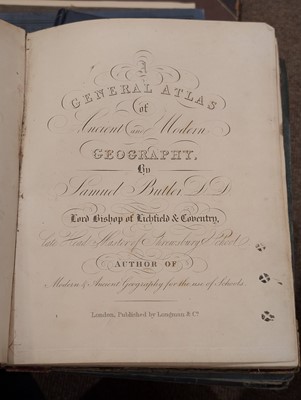 A
GENERAL ATLAS
of
Ancient and Modern
GEOGRAPHY.
By
Samuel Butler D.D.
Lord Bishop of Lichfield & Coventry,
late Head Master of Shrewsbury School
AUTHOR OF
Modern & Ancient Geography for the use of Schools.
London, Published by Longman & Co.